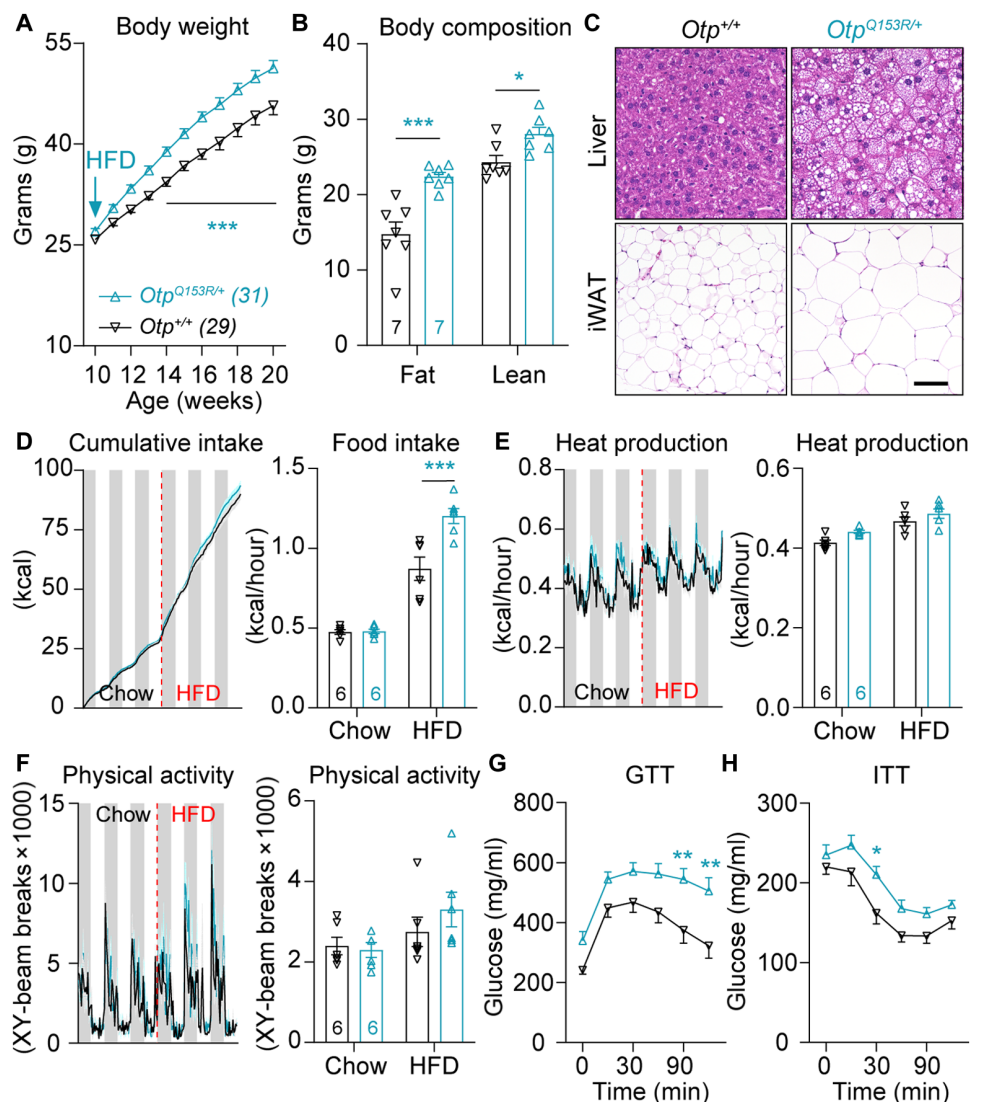 A Body weight
Grams (g)
55
40
25
10
HFD
***
Otp^Q153R/+ (31)
Otp^+/+ (29)
10 12 14 16 18 20
Age (weeks)
B Body composition
Grams (g)
40
30
20
10
0
***
*
7 7
Fat Lean
C Otp^+/+ Otp^Q153R/+
Liver
iWAT
D Cumulative intake
(kcal)
100
75
50
25
0
Chow HFD
Food intake
(kcal/hour)
1.5
1.0
0.5
0.0
***
6 6
Chow HFD
E Heat production
(kcal/hour)
0.8
0.6
0.4
0.2
0.0
Chow HFD
Heat production
(kcal/hour)
0.6
0.4
0.2
0.0
6 6
Chow HFD
F Physical activity
(XY-beam breaks × 1000)
15
10
5
0
Chow HFD
Physical activity
(XY-beam breaks × 1000)
6
4
2
0
6 6
Chow HFD
G GTT
Glucose (mg/ml)
800
600
400
200
0
** **
0 30 90
Time (min)
H ITT
Glucose (mg/ml)
300
200
100
0
*
0 30 90
Time (min)